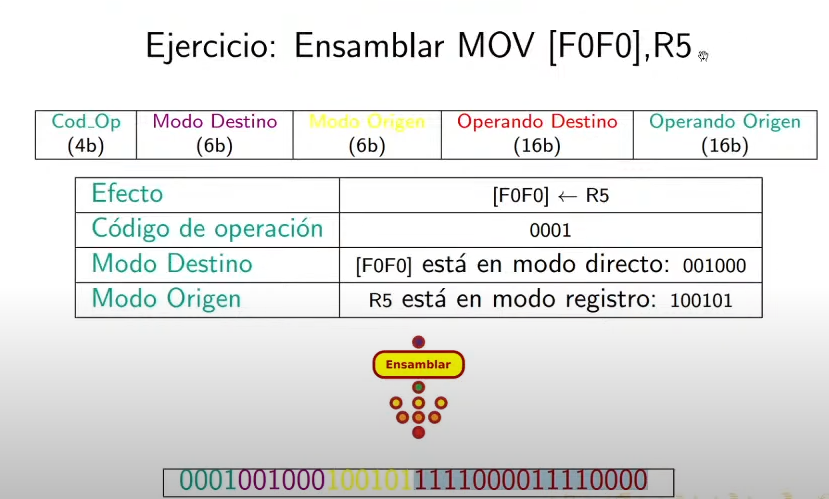 Ejercicio: Ensamblar MOV [F0F0],R5
Cod_Op Modo Destino Modo Origen Operando Destino Operando Origen
(4b) (6b) (6b) (16b) (16b)
Efecto [F0F0] ← R5
Código de operación 0001
Modo Destino [F0F0] está en modo directo: 001000
Modo Origen R5 está en modo registro: 100101
Ensamblar
00010010001001011111000011110000